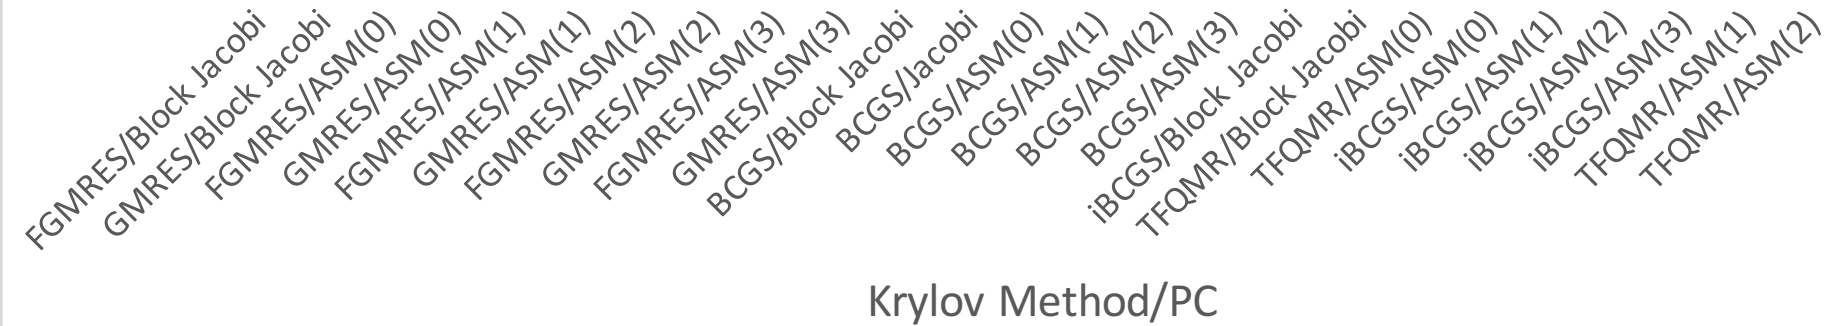 FGMRES/Block Jacobi
GMRES/Block Jacobi
FGMRES/ASM(0)
GMRES/ASM(0)
FGMRES/ASM(1)
GMRES/ASM(1)
FGMRES/ASM(2)
GMRES/ASM(2)
FGMRES/ASM(3)
GMRES/ASM(3)
BCGS/Block Jacobi
BCGS/Jacobi
BCGS/ASM(0)
BCGS/ASM(1)
BCGS/ASM(2)
BCGS/ASM(3)
iBCGS/Block Jacobi
TFQMR/Block Jacobi
TFQMR/ASM(0)
iBCGS/ASM(0)
iBCGS/ASM(1)
iBCGS/ASM(2)
iBCGS/ASM(3)
TFQMR/ASM(1)
TFQMR/ASM(2)
Krylov Method/PC